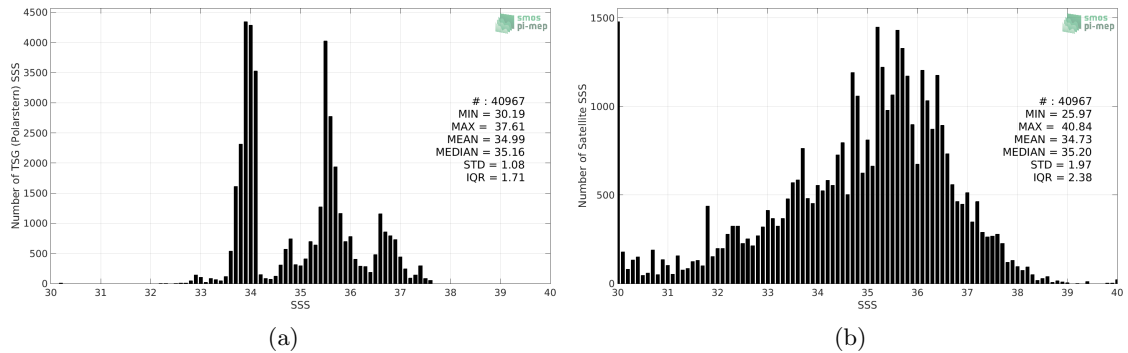 4500
4000
3500
3000
2500
2000
1500
1000
500
0
Number of TSG (Polarstern) SSS
smos
pi-mep
# : 40967
MIN = 30.19
MAX = 37.61
MEAN = 34.99
MEDIAN = 35.16
STD = 1.08
IQR = 1.71
30 31 32 33 34 35 36 37 38 39 40
SSS
(a)
1500
1000
500
0
Number of Satellite SSS
smos
pi-mep
# : 40967
MIN = 25.97
MAX = 40.84
MEAN = 34.73
MEDIAN = 35.20
STD = 1.97
IQR = 2.38
30 31 32 33 34 35 36 37 38 39 40
SSS
(b)